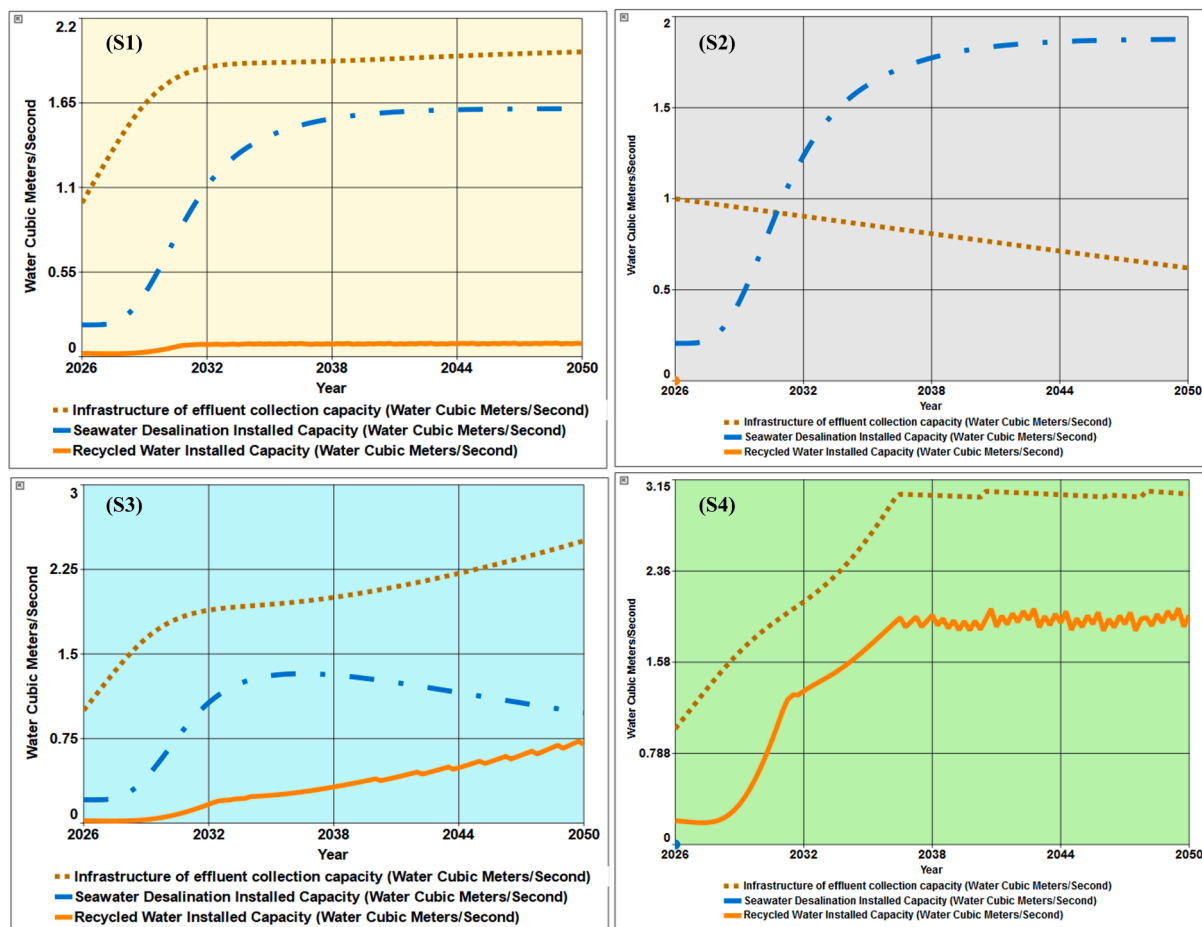 (S1)
Water Cubic Meters/Second
2.2
1.65
1.1
0.55
0
2026
2032
2038
2044
2050
Year
Infrastructure of effluent collection capacity (Water Cubic Meters/Second)
Seawater Desalination Installed Capacity (Water Cubic Meters/Second)
Recycled Water Installed Capacity (Water Cubic Meters/Second)
(S2)
Water Cubic Meters/Second
2
1.5
1
0.5
0
2026
2032
2038
2044
2050
Year
Infrastructure of effluent collection capacity (Water Cubic Meters/Second)
Seawater Desalination Installed Capacity (Water Cubic Meters/Second)
Recycled Water Installed Capacity (Water Cubic Meters/Second)
(S3)
Water Cubic Meters/Second
3
2.25
1.5
0.75
0
2026
2032
2038
2044
2050
Year
Infrastructure of effluent collection capacity (Water Cubic Meters/Second)
Seawater Desalination Installed Capacity (Water Cubic Meters/Second)
Recycled Water Installed Capacity (Water Cubic Meters/Second)
(S4)
Water Cubic Meters/Second
3.15
2.36
1.58
0.788
0
2026
2032
2038
2044
2050
Year
Infrastructure of effluent collection capacity (Water Cubic Meters/Second)
Seawater Desalination Installed Capacity (Water Cubic Meters/Second)
Recycled Water Installed Capacity (Water Cubic Meters/Second)